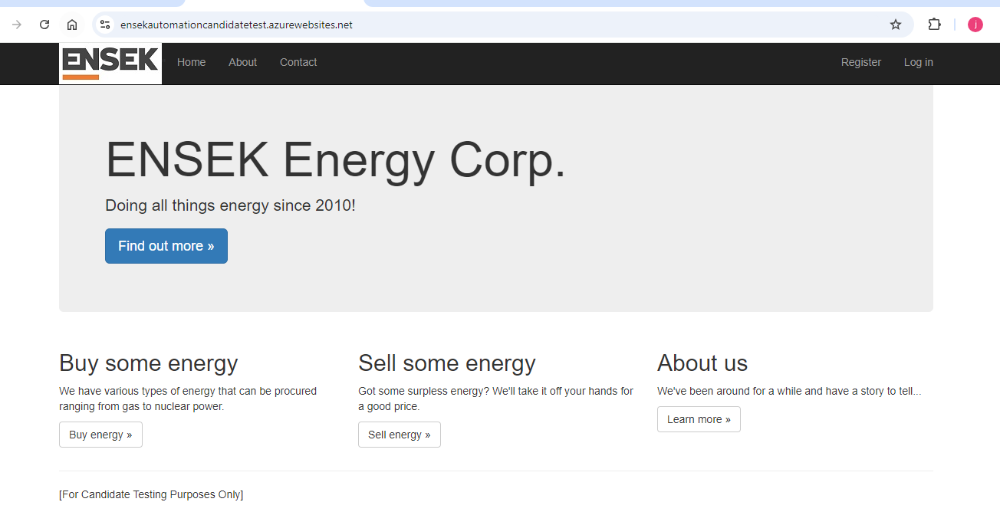 ensekautomationcandidatetest.azurewebsites.net
j
ENSEK
Home
About
Contact
Register
Log in
ENSEK Energy Corp.
Doing all things energy since 2010!
Find out more »
Buy some energy
We have various types of energy that can be procured
ranging from gas to nuclear power.
Buy energy »
Sell some energy
Got some surpless energy? We'll take it off your hands for
a good price.
Sell energy »
About us
We've been around for a while and have a story to tell...
Learn more »
[For Candidate Testing Purposes Only]